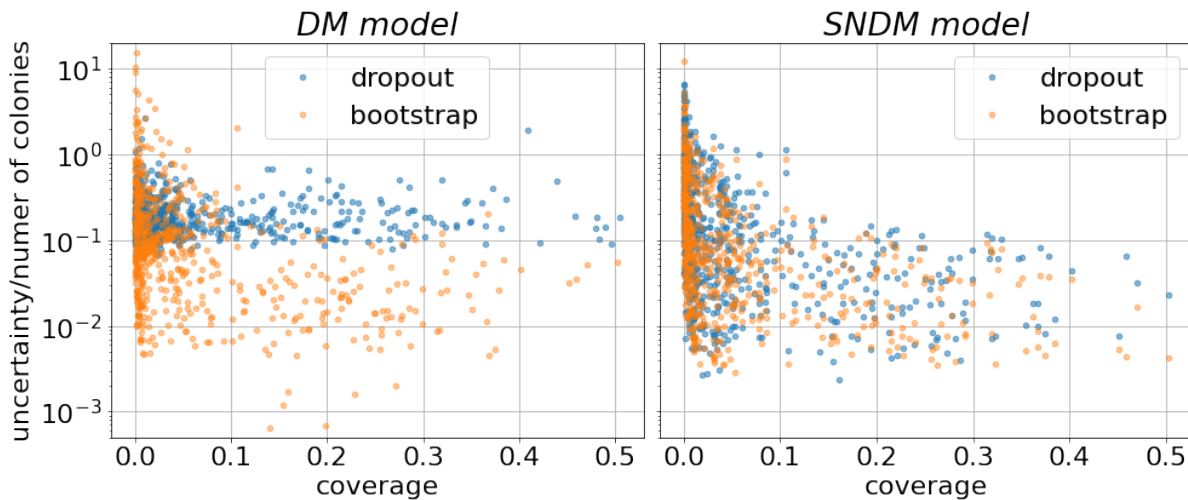 DM model
SNDM model
uncertainty/numer of colonies
10¹
10⁰
10⁻¹
10⁻²
10⁻³
dropout
bootstrap
dropout
bootstrap
0.0 0.1 0.2 0.3 0.4 0.5
0.0 0.1 0.2 0.3 0.4 0.5
coverage
coverage